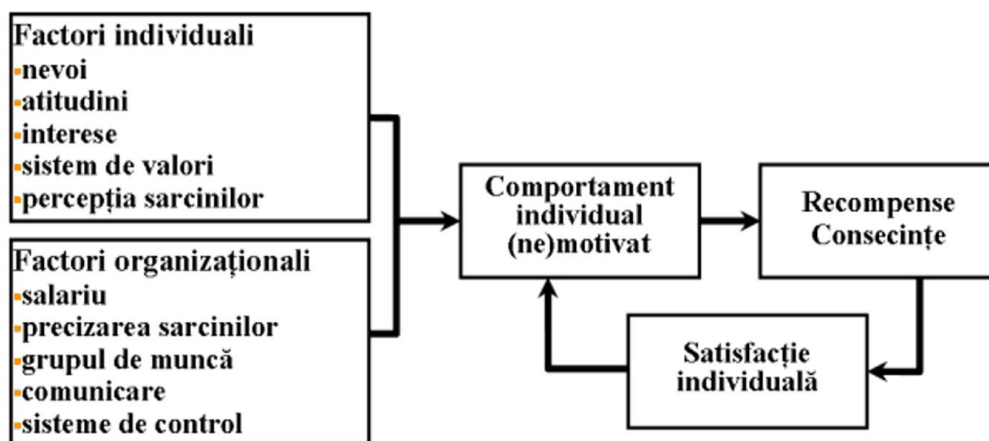 Factori individuali
▪nevoi
▪atitudini
▪interese
▪sistem de valori
▪percepția sarcinilor
Factori organizaționali
▪salariu
▪precizarea sarcinilor
▪grupul de muncă
▪comunicare
▪sisteme de control
Comportament
individual
(ne)motivat
Recompense
Consecințe
Satisfacție
individuală